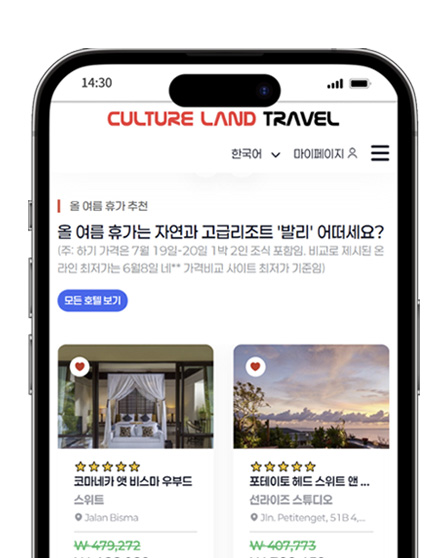 14:30
CULTURE LAND TRAVEL
한국어 마이페이지
올 여름 휴가 추천
올 여름 휴가는 자연과 고급리조트 '발리' 어떠세요?
(주: 하기 가격은 7월 19일~20일 1박 2인 조식 포함임. 비교로 제시된 온
라인 최저가는 6월8일 네** 가격비교 사이트 최저가 기준임)
모든 호텔 보기
코마네카 앳 비스마 우부드
스위트
Jalan Bisma
₩ 479,272
포테이토 헤드 스위트 앤 ...
선라이즈 스튜디오
Jln. Petitenget, 51B4,...
₩ 407,773